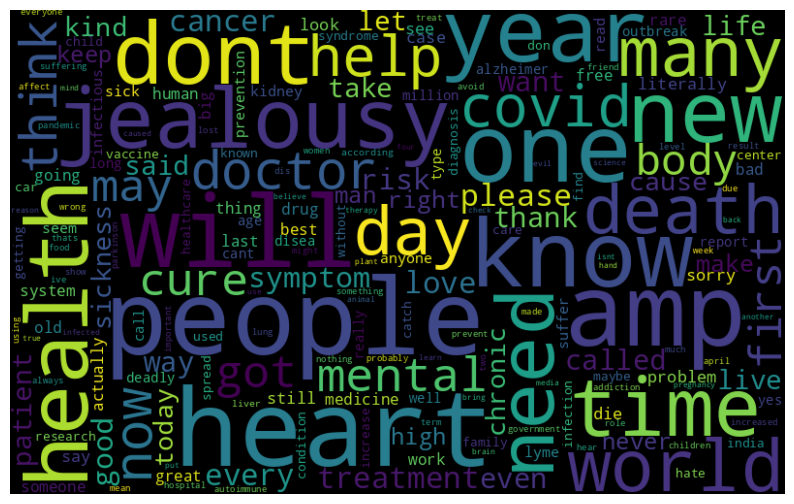 everyone
treat
kind
cancer
let
look
see
life
rare
read
outbreak
year
many
dont
help
syndrome
case
child
suffering
keep
affect
mind
sick
human
prevention
kidney
take
alzheimer
want
don
free
literally
friend
avoid
think
infectious
big
million
jealousy
covid
new
one
pandemic
caused
lost
women
according
four
type
diagnosis
evil
science
level
result
center
long
vaccine
known
dis
said
doctor
risk
man
right
body
cause
bad
going
car
may
please
death
seem
thing
drug
believe
therapy
find
due
reason
thats
wrong
healthcare
age
best
might
check
thank
care
back
food
ive
without
will
day
know
report
week
getting
sickness
last
disea
cant
anyone
plant
isnt
hand
make
sorry
health
show
parkinson
cure
symptom
love
something
use
first
system
important
animal
amp
made
another
old
call
used
catch
really
suffer
much
infected
using
true
people
lung
prevent
need
april
actually
way
got
nothing
probably
learn
two
called
media
pregnancy
always
deadly
spread
mental
chronic
maybe
problem
live
patient
now
today
liver
still
medicine
well
bring
addiction
die
yes
good
research
condition
increase
high
term
government
role
increased
time
say
heart
family
infection
never
children
india
put
great
every
work
brain
lyme
hear
hate
someone
mean
hospital
autoimmune
treatment
even
world